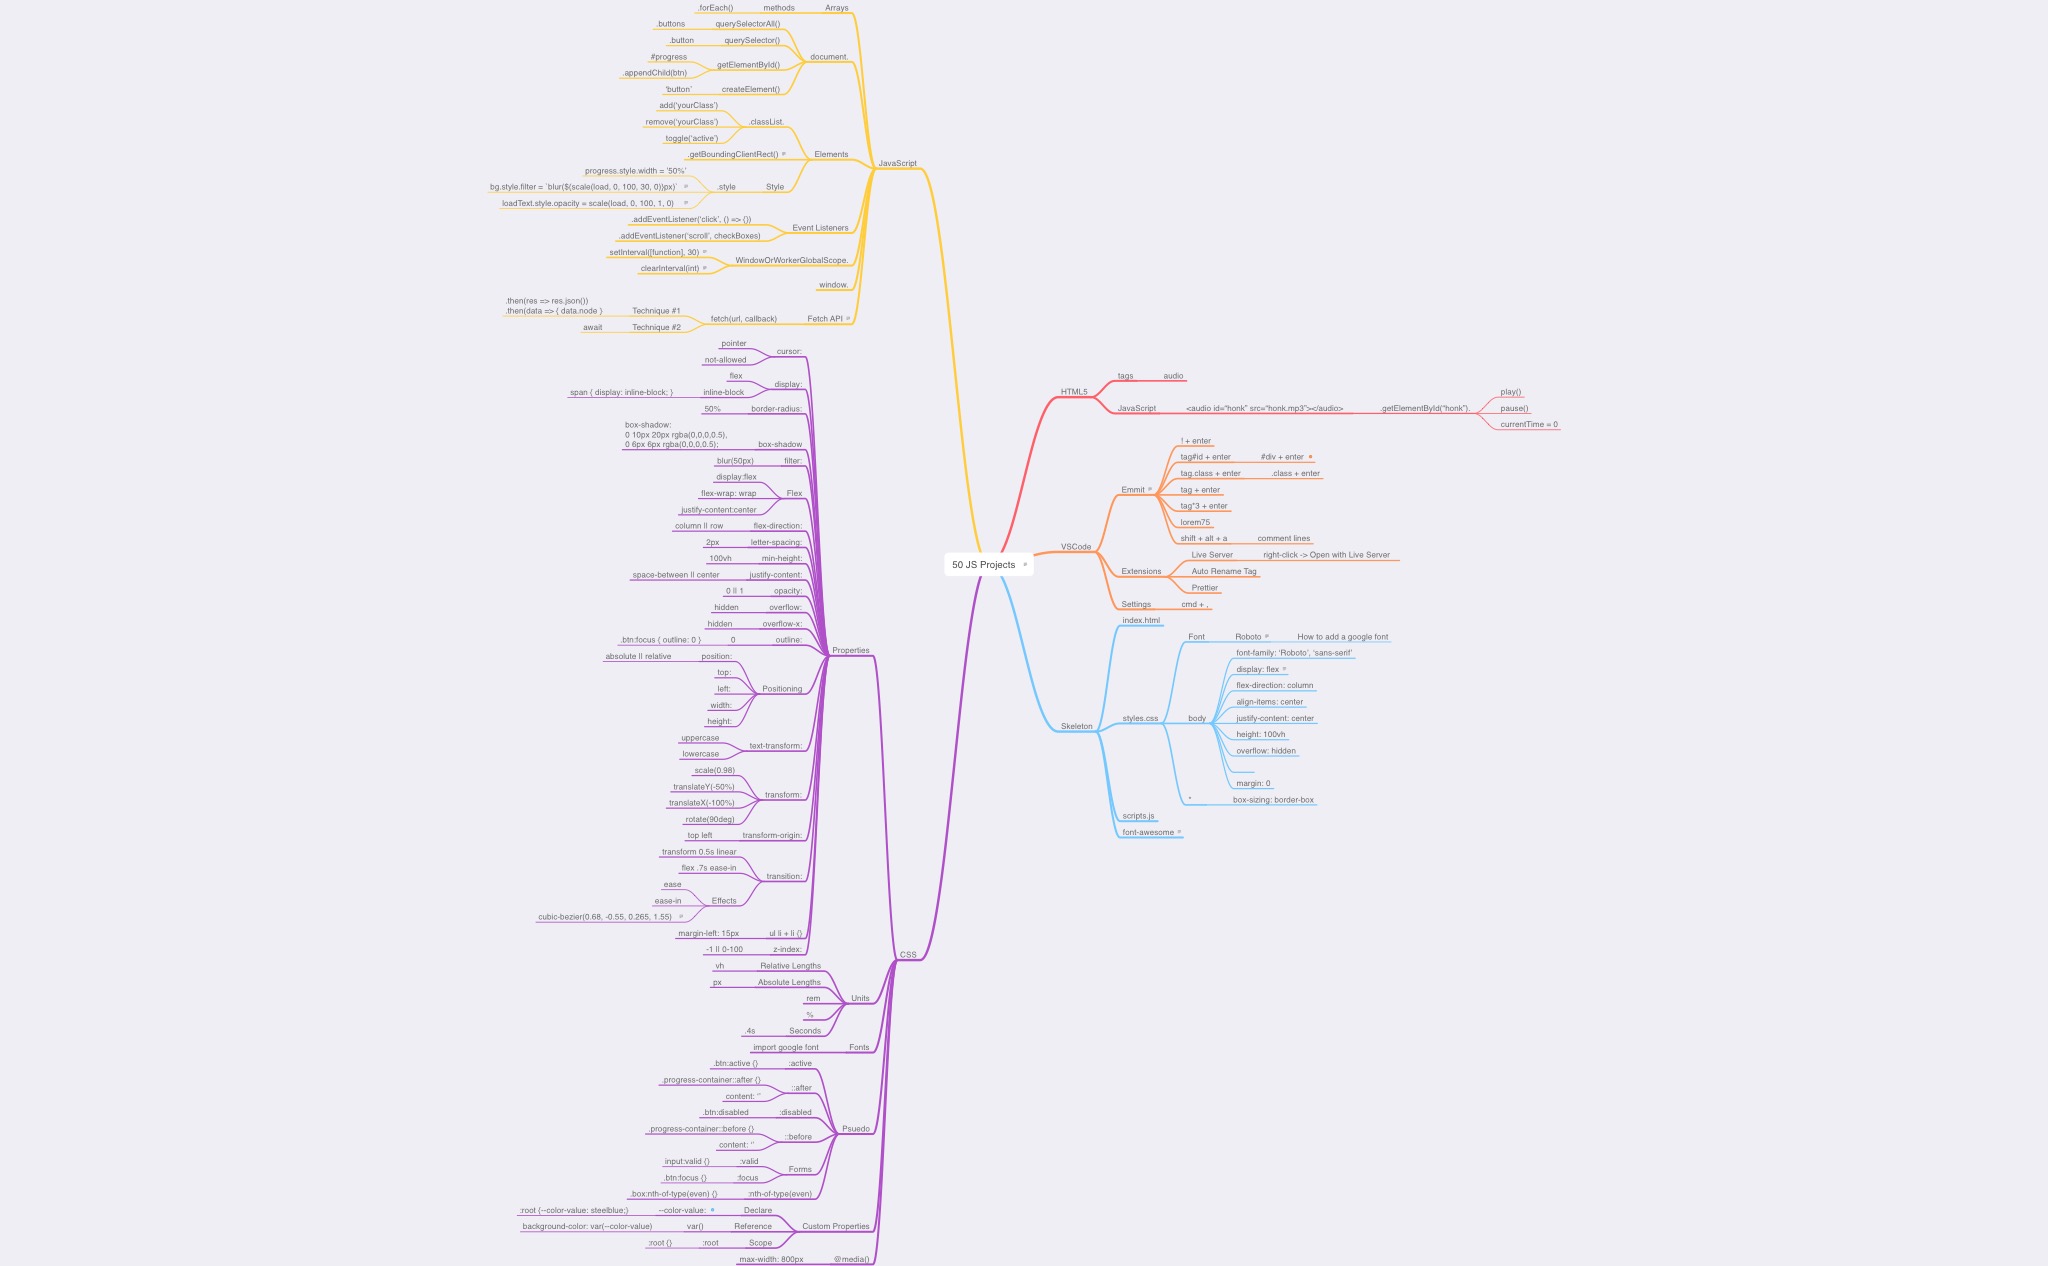 50 JS Projects
JavaScript
Arrays
methods
.forEach()
document.
querySelectorAll()
.buttons
querySelector()
.button
getElementById()
#progress
.appendChild(btn)
createElement()
'button'
Elements
.classList.
add('yourClass')
remove('yourClass')
toggle('active')
.getBoundingClientRect()
Style
.style
progress.style.width = '50%'
bg.style.filter = `blur(${scale(load, 0, 100, 30, 0)}px)`
loadText.style.opacity = scale(load, 0, 100, 1, 0)
Event Listeners
.addEventListener('click', () => {})
.addEventListener('scroll', checkBoxes)
WindowOrWorkerGlobalScope.
setInterval([function], 30)
clearInterval(int)
window.
Fetch API
fetch(url, callback)
Technique #1
.then(res => res.json())
.then(data => { data.node }
Technique #2
await
HTML5
tags
audio
JavaScript
<audio id="honk" src="honk.mp3"></audio>
.getElementById("honk").
play()
pause()
currentTime = 0
VSCode
Emmit
! + enter
tag#id + enter
#div + enter
tag.class + enter
.class + enter
tag + enter
tag*3 + enter
lorem75
shift + alt + a
comment lines
Extensions
Live Server
right-click -> Open with Live Server
Auto Rename Tag
Prettier
Settings
cmd + ,
Skeleton
index.html
styles.css
Font
Roboto
How to add a google font
body
font-family: 'Roboto', 'sans-serif'
display: flex
flex-direction: column
align-items: center
justify-content: center
height: 100vh
overflow: hidden
margin: 0
*
box-sizing: border-box
scripts.js
font-awesome
CSS
Properties
cursor:
pointer
not-allowed
display:
flex
inline-block
span { display: inline-block; }
border-radius:
50%
box-shadow
box-shadow:
0 10px 20px rgba(0,0,0,0.5),
0 6px 6px rgba(0,0,0,0.5);
filter:
blur(50px)
Flex
display:flex
flex-wrap: wrap
justify-content:center
flex-direction:
column || row
letter-spacing:
2px
min-height:
100vh
justify-content:
space-between || center
opacity:
0 || 1
overflow:
hidden
overflow-x:
hidden
outline:
0
.btn:focus { outline: 0 }
Positioning
position:
absolute || relative
top:
left:
width:
height:
text-transform:
uppercase
lowercase
transform:
scale(0.98)
translateY(-50%)
translateX(-100%)
rotate(90deg)
transform-origin:
top left
transition:
transform 0.5s linear
flex .7s ease-in
Effects
ease
ease-in
cubic-bezier(0.68, -0.55, 0.265, 1.55)
ul li + li {}
margin-left: 15px
z-index:
-1 || 0-100
Units
Relative Lengths
vh
Absolute Lengths
px
rem
%
Seconds
.4s
Fonts
import google font
Psuedo
:active
.btn:active {}
::after
.progress-container::after {}
content: ''
:disabled
.btn:disabled
::before
.progress-container::before {}
content: ''
Forms
:valid
input:valid {}
:focus
.btn:focus {}
:nth-of-type(even)
.box:nth-of-type(even) {}
Custom Properties
Declare
--color-value:
:root {--color-value: steelblue;}
Reference
var()
background-color: var(--color-value)
Scope
:root
:root {}
@media()
max-width: 800px